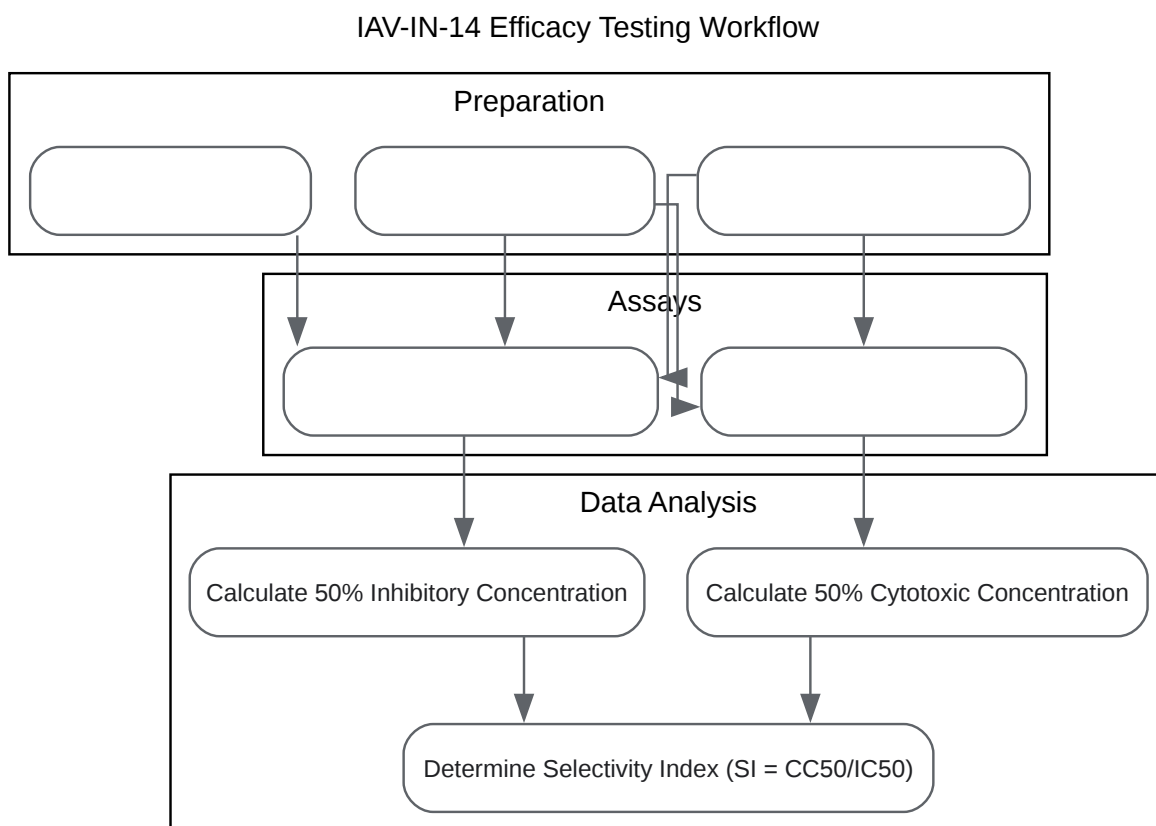 IAV-IN-14 Efficacy Testing Workflow
Preparation
Assays
Data Analysis
Calculate 50% Inhibitory Concentration
Calculate 50% Cytotoxic Concentration
Determine Selectivity Index (SI = CC50/IC50)